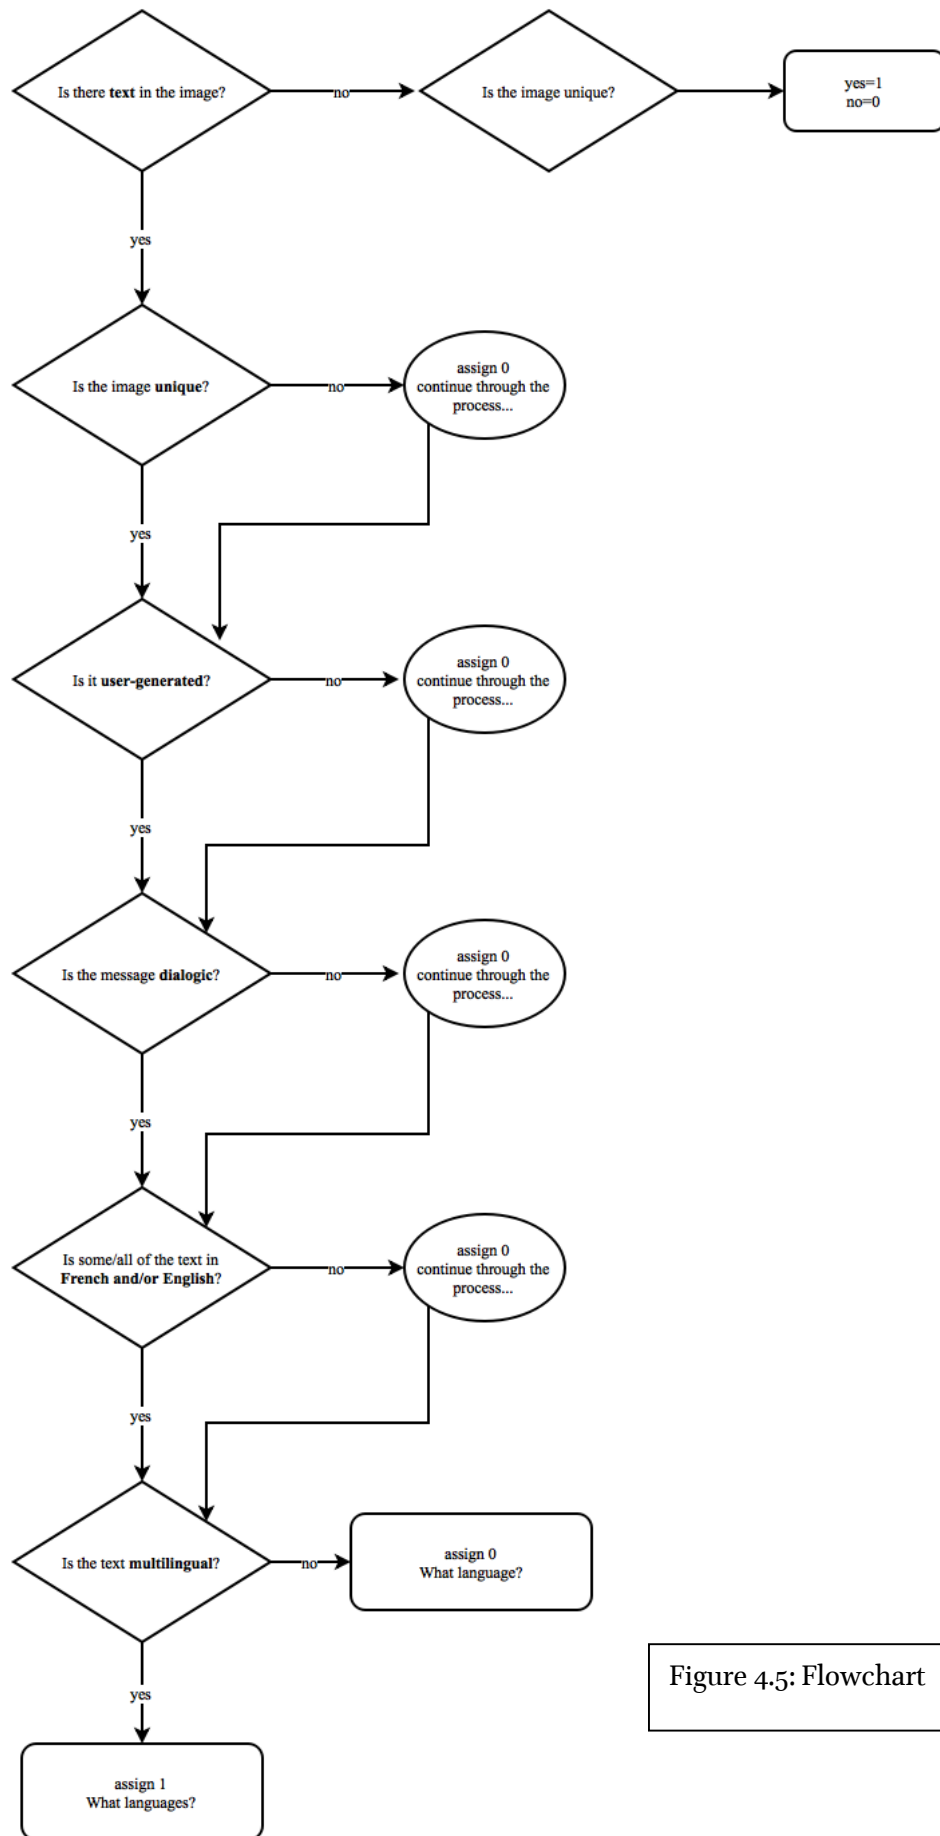 Is there text in the image?
no
Is the image unique?
yes=1
no=0
yes
Is the image unique?
no
assign 0
continue through the
process...
yes
Is it user-generated?
no
assign 0
continue through the
process...
yes
Is the message dialogic?
no
assign 0
continue through the
process...
yes
Is some/all of the text in
French and/or English?
no
assign 0
continue through the
process...
yes
Is the text multilingual?
no
assign 0
What language?
yes
assign 1
What languages?
Figure 4.5: Flowchart